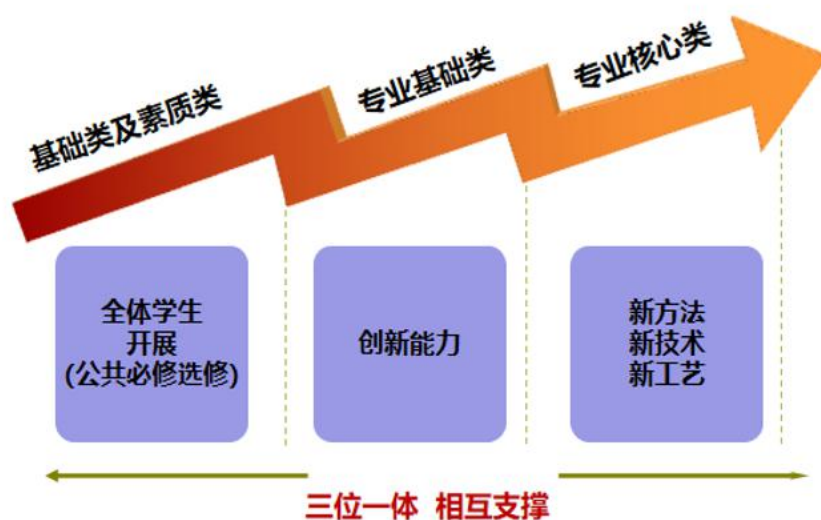 基础类及素质类
专业基础类
专业核心类
全体学生
开展
(公共必修选修)
创新能力
新方法
新技术
新工艺
三位一体 相互支撑